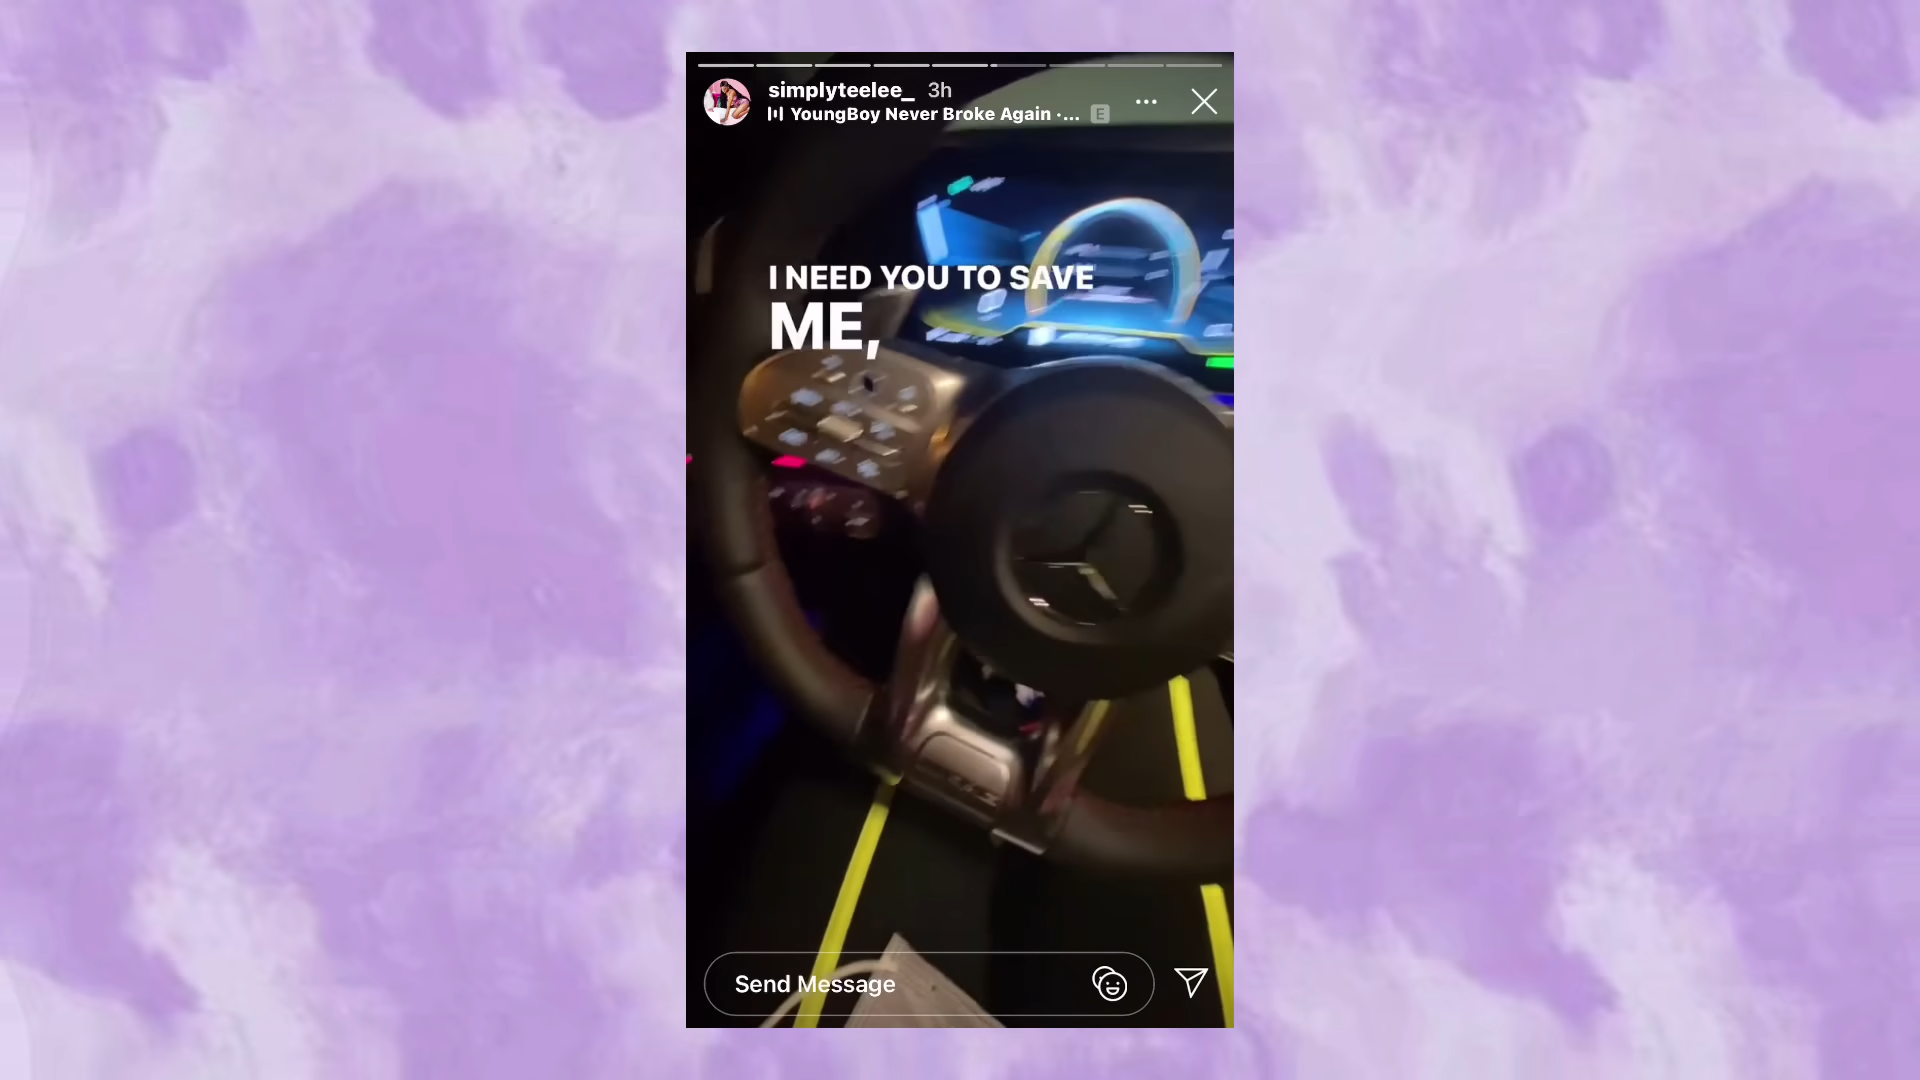 simplyteelee_ 3h
YoungBoy Never Broke Again ·... E
I NEED YOU TO SAVE
ME,
Send Message